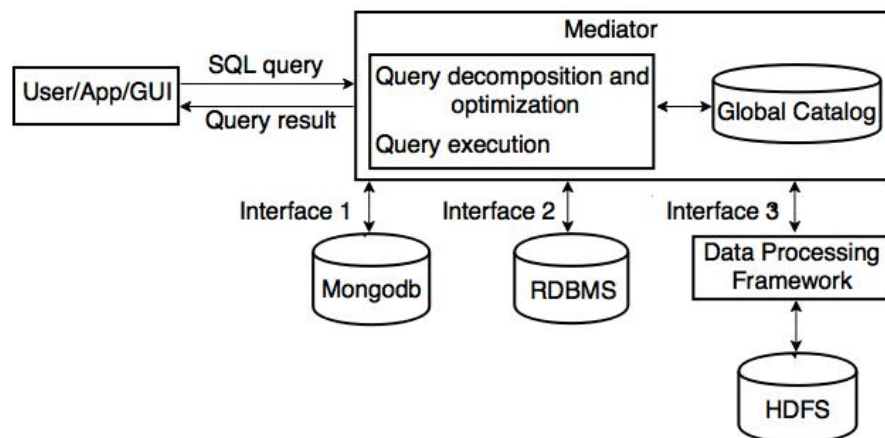 Mediator
SQL query
User/App/GUI
Query result
Query decomposition and
optimization
Query execution
Global Catalog
Interface 1
Interface 2
Interface 3
Mongodb
RDBMS
Data Processing
Framework
HDFS